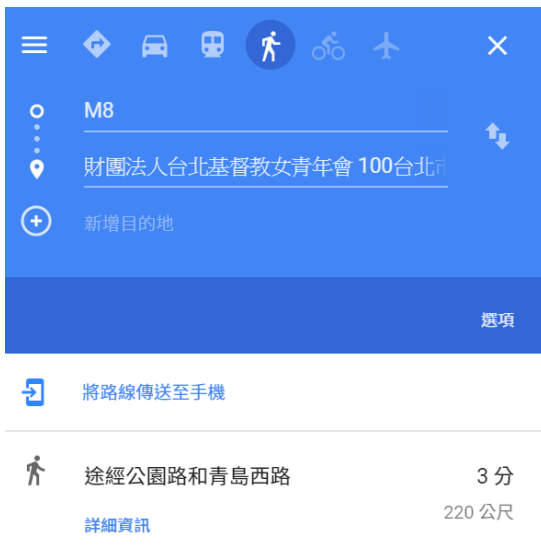 M8
財團法人台北基督教女青年會 100台北市
新增目的地
選項
將路線傳送至手機
途經公園路和青島西路 3 分
220 公尺
詳細資訊